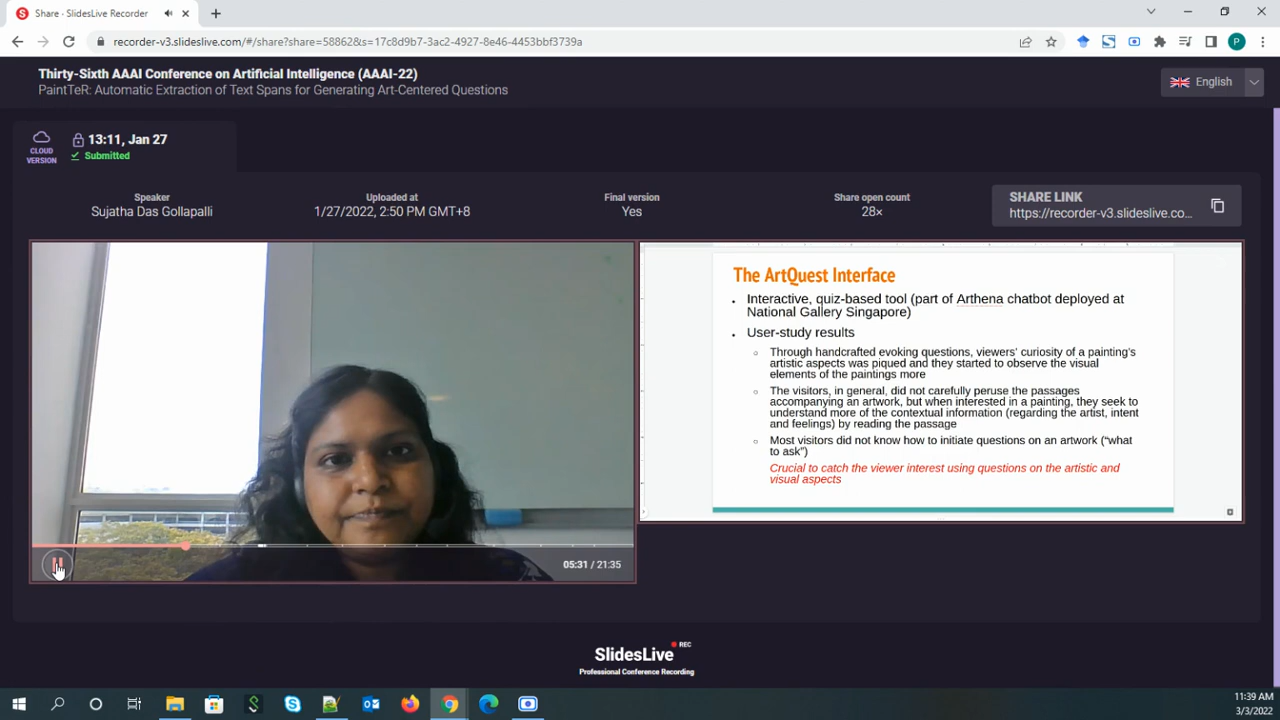 Share - SlidesLive Recorder
recorder-v3.slideslive.com/#/share?share=58862&s=17c8d9b7-3ac2-4927-8e46-4453bbf3739a
P
Thirty-Sixth AAAI Conference on Artificial Intelligence (AAAI-22)
PaintTeR: Automatic Extraction of Text Spans for Generating Art-Centered Questions
English
CLOUD
VERSION
13:11, Jan 27
Submitted
Speaker
Sujatha Das Gollapalli
Uploaded at
1/27/2022, 2:50 PM GMT+8
Final version
Yes
Share open count
28×
SHARE LINK
https://recorder-v3.slideslive.co...
The ArtQuest Interface
Interactive, quiz-based tool (part of Arthena chatbot deployed at
National Gallery Singapore)
User-study results
Through handcrafted evoking questions, viewers' curiosity of a painting's
artistic aspects was piqued and they started to observe the visual
elements of the paintings more
The visitors, in general, did not carefully peruse the passages
accompanying an artwork, but when interested in a painting, they seek to
understand more of the contextual information (regarding the artist, intent
and feelings) by reading the passage
Most visitors did not know how to initiate questions on an artwork (“what
to ask”)
Crucial to catch the viewer interest using questions on the artistic and
visual aspects
05:31 / 21:35
SlidesLive REC
Professional Conference Recording
11:39 AM
3/3/2022